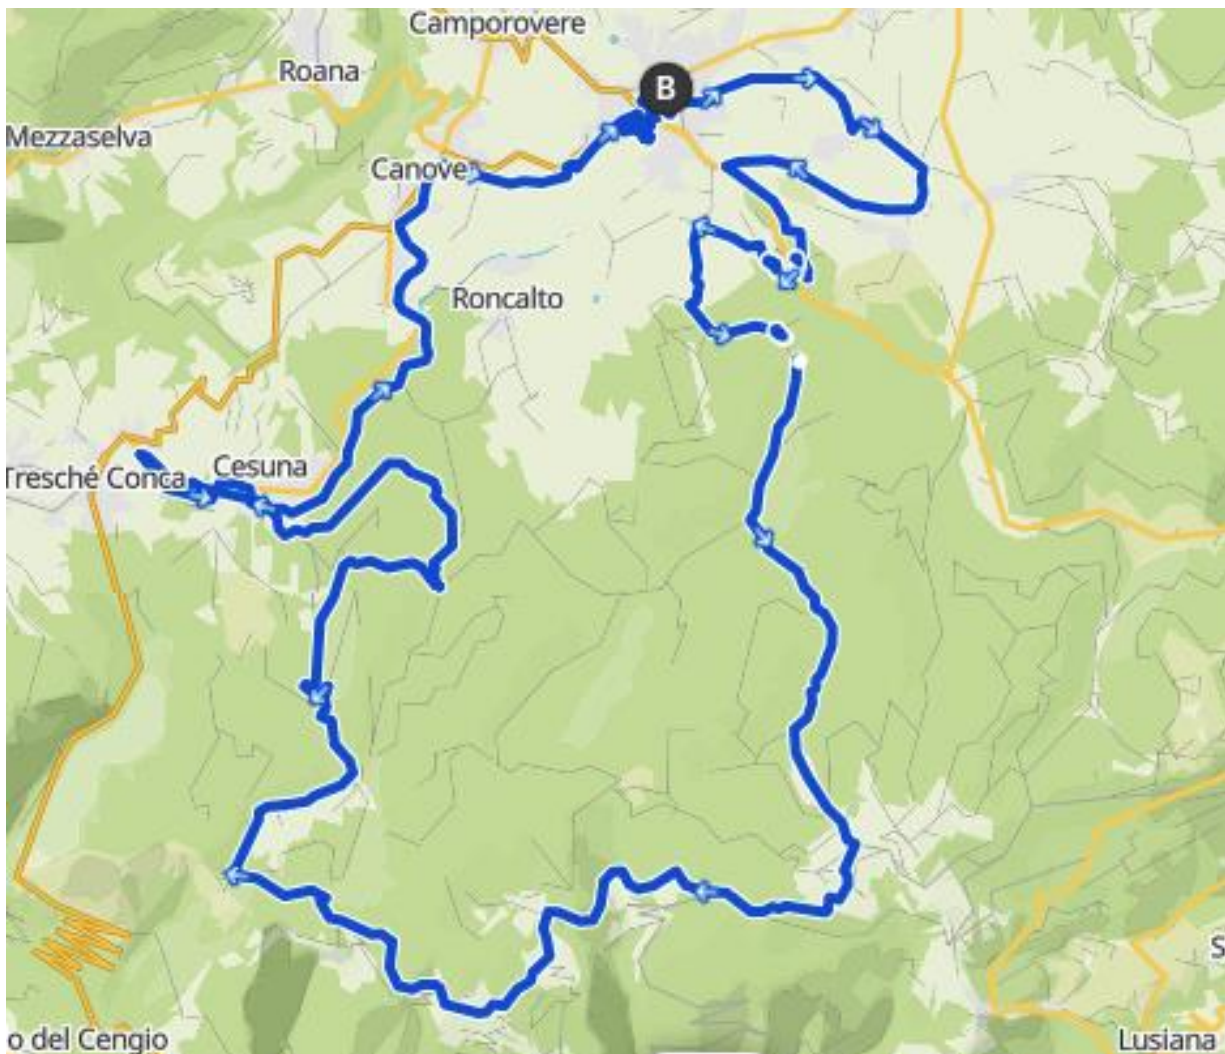 Camporovere
Roana
B
Mezzaselva
Canove
Roncalto
Cesuna
Tresché Conca
S
o del Cengio
Lusiana